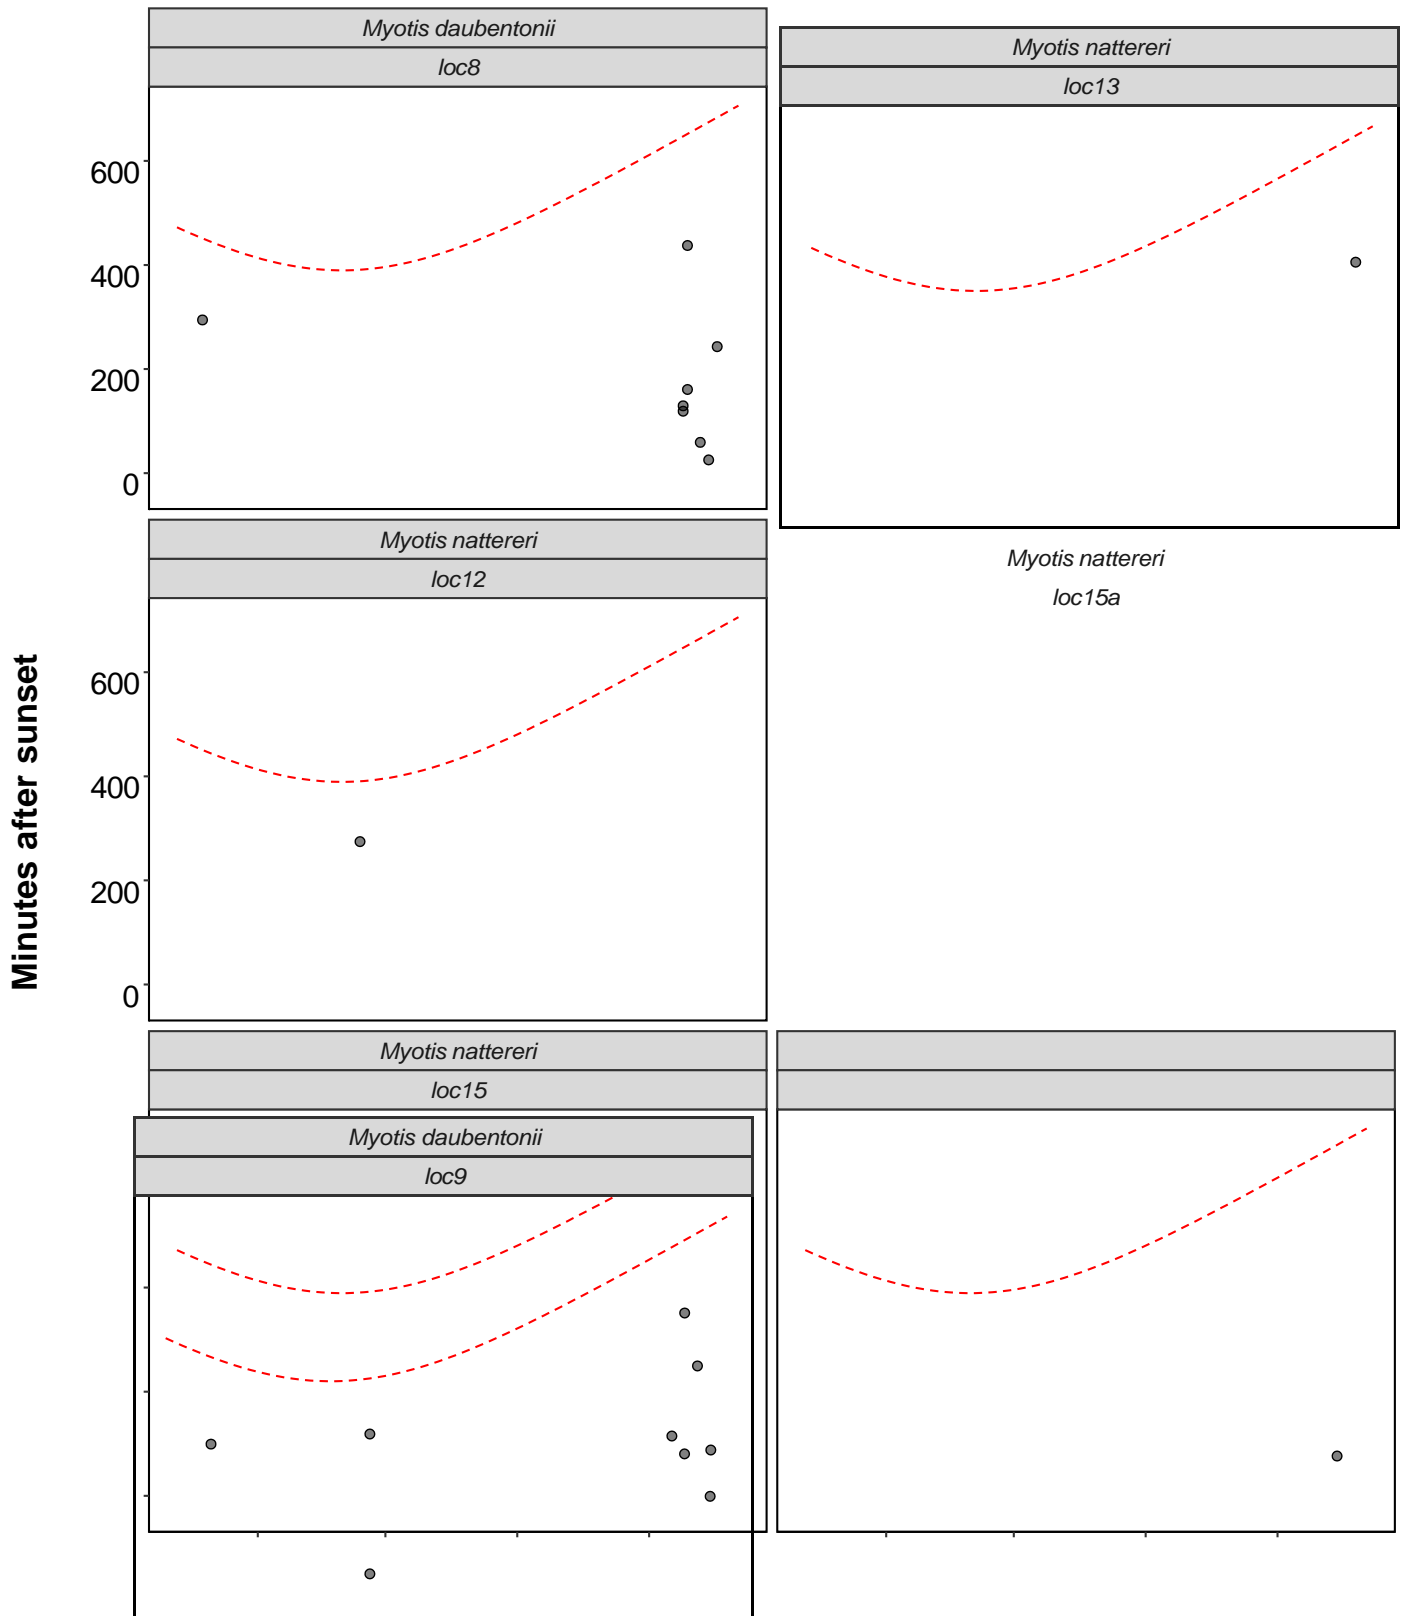 Myotis daubentonii
loc8
Myotis nattereri
loc13
600
400
200
0
Myotis nattereri
loc12
Myotis nattereri
loc15a
Minutes after sunset
600
400
200
0
Myotis nattereri
loc15
Myotis daubentonii
loc9